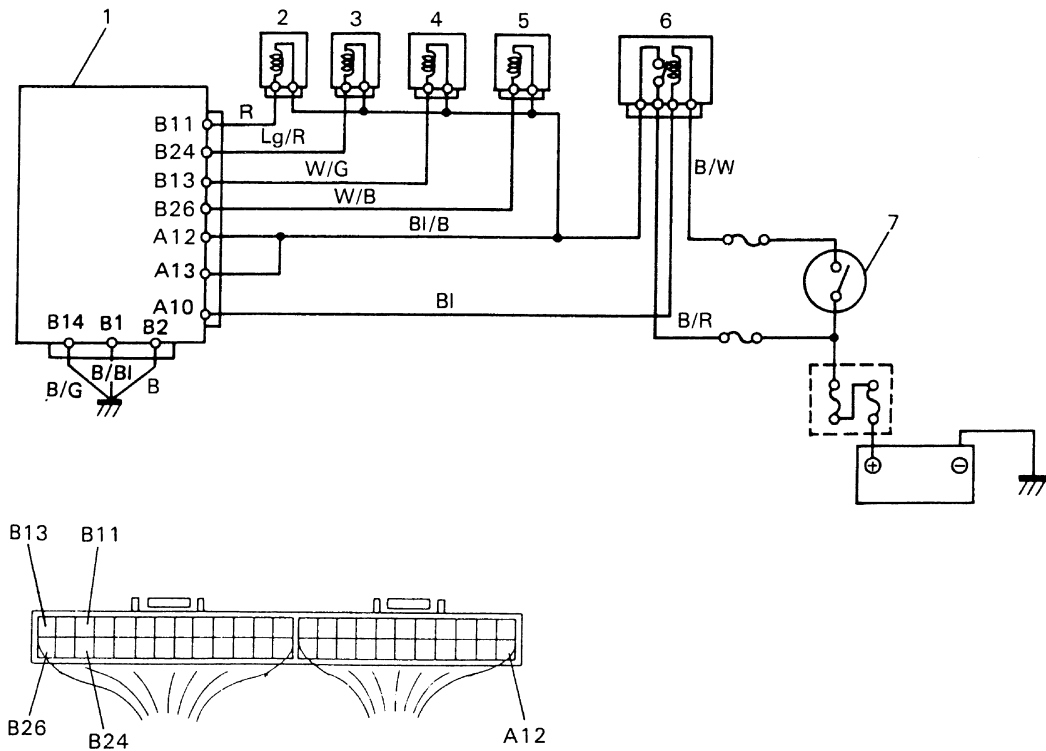 1
2
3
4
5
6
B11
R
Lg/R
B24
W/G
B13
W/B
B26
Bl/B
A12
A13
Bl
A10
B/W
B/R
7
B14
B1
B2
B/G
B/Bl
B
+
−
B13
B11
B26
B24
A12